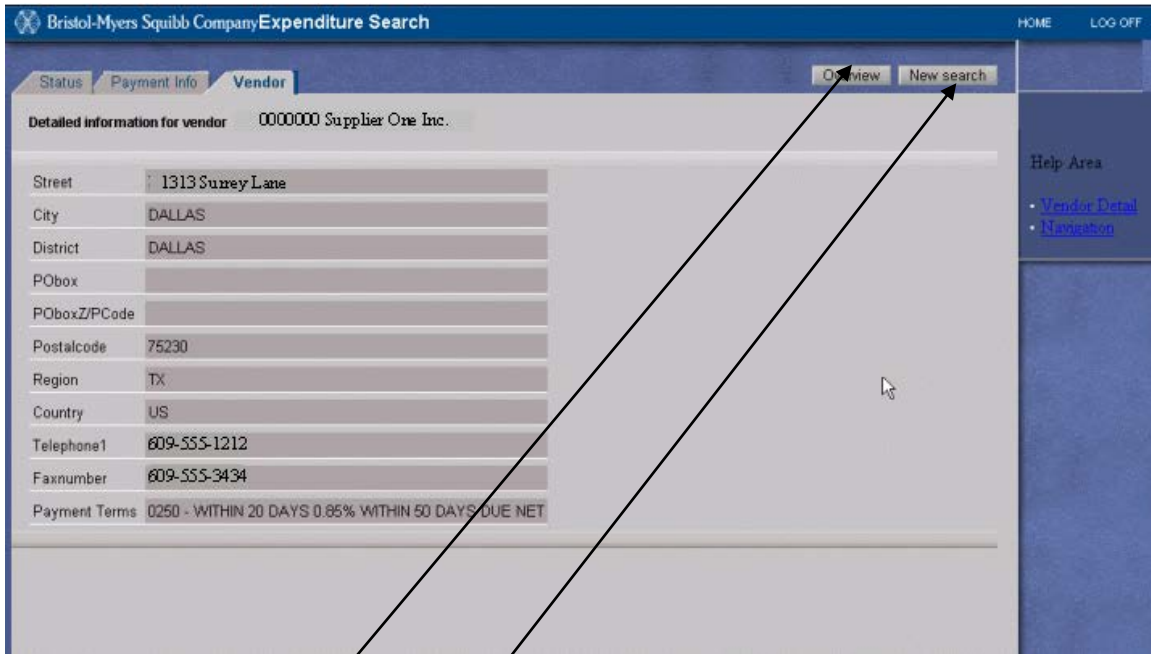 Bristol-Myers Squibb Company Expenditure Search HOME LOG OFF
Status Payment Info Vendor Overview New search
Detailed information for vendor 0000000 Supplier One Inc.
Help Area
Street 1313 Surrey Lane
• Vendor Detail
City DALLAS
• Navigation
District DALLAS
PObox
POboxZ/PCode
Postalcode 75230
Region TX
Country US
Telephone1 609-555-1212
Faxnumber 609-555-3434
Payment Terms 0250 - WITHIN 20 DAYS 0.85% WITHIN 50 DAYS DUE NET